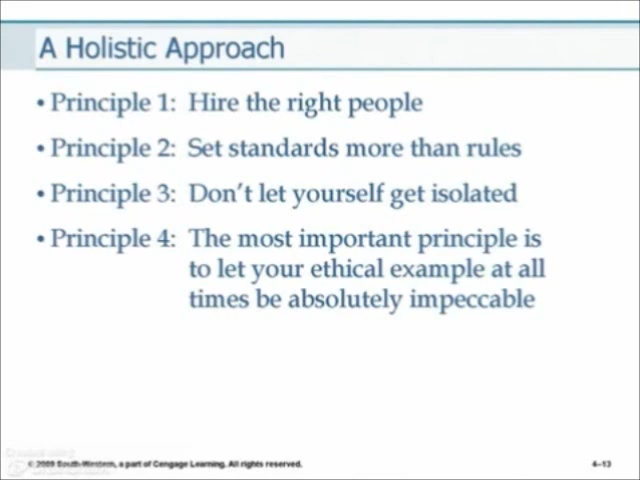 A Holistic Approach
• Principle 1: Hire the right people
• Principle 2: Set standards more than rules
• Principle 3: Don't let yourself get isolated
• Principle 4: The most important principle is
to let your ethical example at all
times be absolutely impeccable
© 2009 South-Western, a part of Cengage Learning. All rights reserved.
4–13